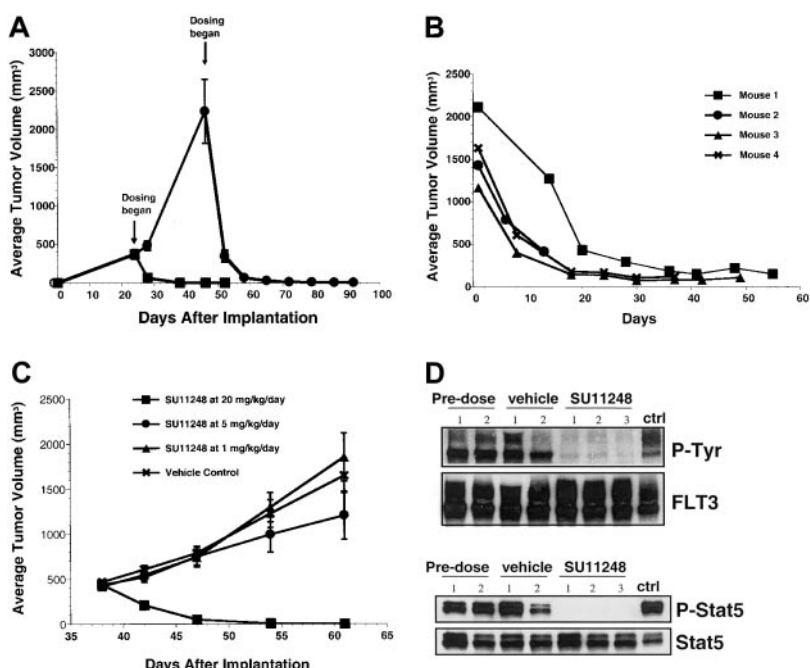 A
Dosing
began
Dosing
began
Average Tumor Volume (mm³)
3000
2500
2000
1500
1000
500
0
0 10 20 30 40 50 60 70 80 90 100
Days After Implantation
B
Average Tumor Volume (mm³)
2500
2000
1500
1000
500
0
0 10 20 30 40 50 60
Days
Mouse 1
Mouse 2
Mouse 3
Mouse 4
C
Average Tumor Volume (mm³)
2500
2000
1500
1000
500
0
35 40 45 50 55 60 65
Days After Implantation
SU11248 at 20 mg/kg/day
SU11248 at 5 mg/kg/day
SU11248 at 1 mg/kg/day
Vehicle Control
D
Pre-dose vehicle SU11248
1 2 1 2 1 2 3 ctrl
P-Tyr
FLT3
Pre-dose vehicle SU11248
1 2 1 2 1 2 3 ctrl
P-Stat5
Stat5